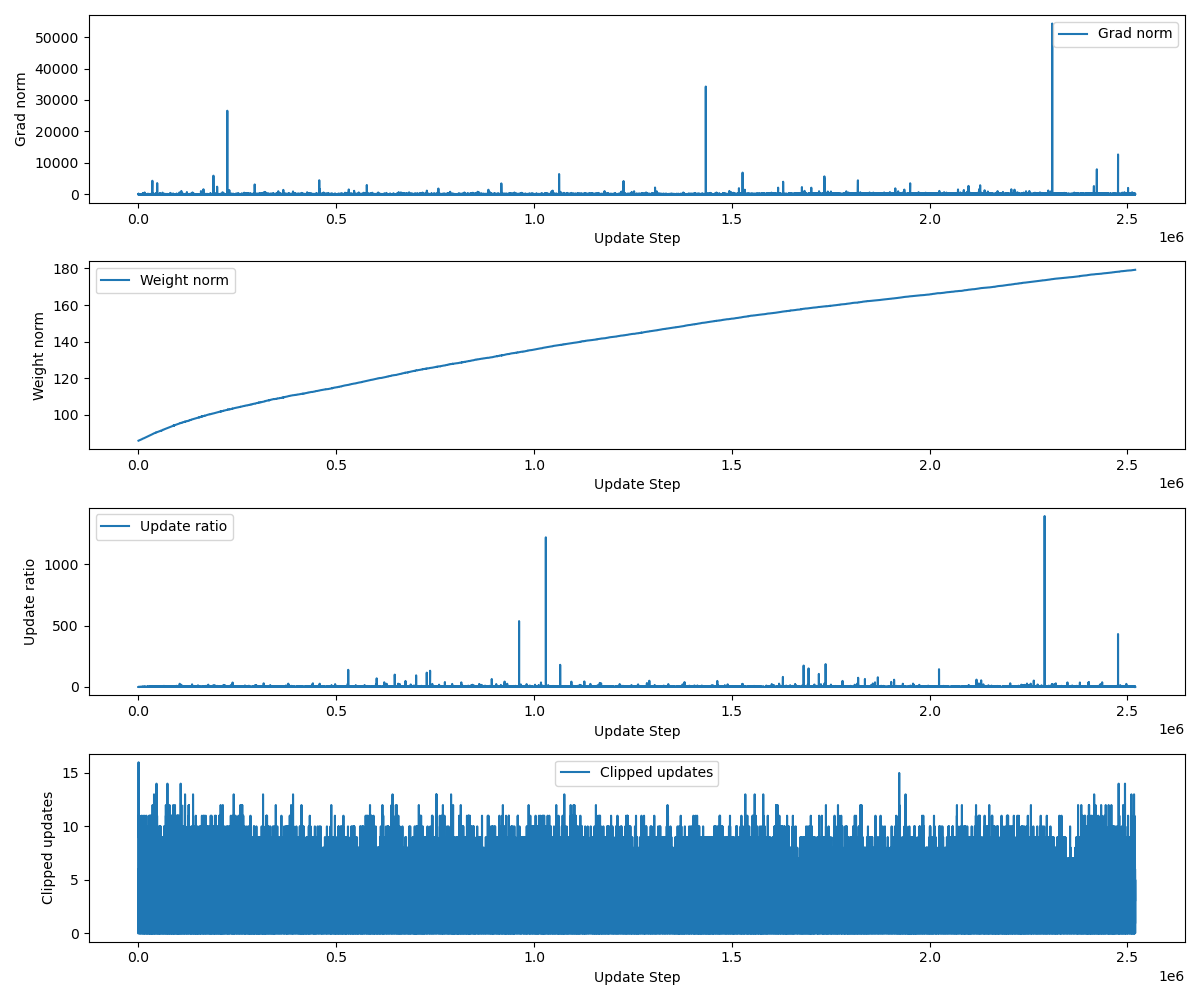 Grad norm
50000
40000
30000
20000
10000
0
Grad norm
0.0 0.5 1.0 1.5 2.0 2.5
1e6
Update Step
Weight norm
180
160
140
120
100
Weight norm
0.0 0.5 1.0 1.5 2.0 2.5
1e6
Update Step
Update ratio
1000
500
0
Update ratio
0.0 0.5 1.0 1.5 2.0 2.5
1e6
Update Step
Clipped updates
15
10
5
0
Clipped updates
0.0 0.5 1.0 1.5 2.0 2.5
1e6
Update Step